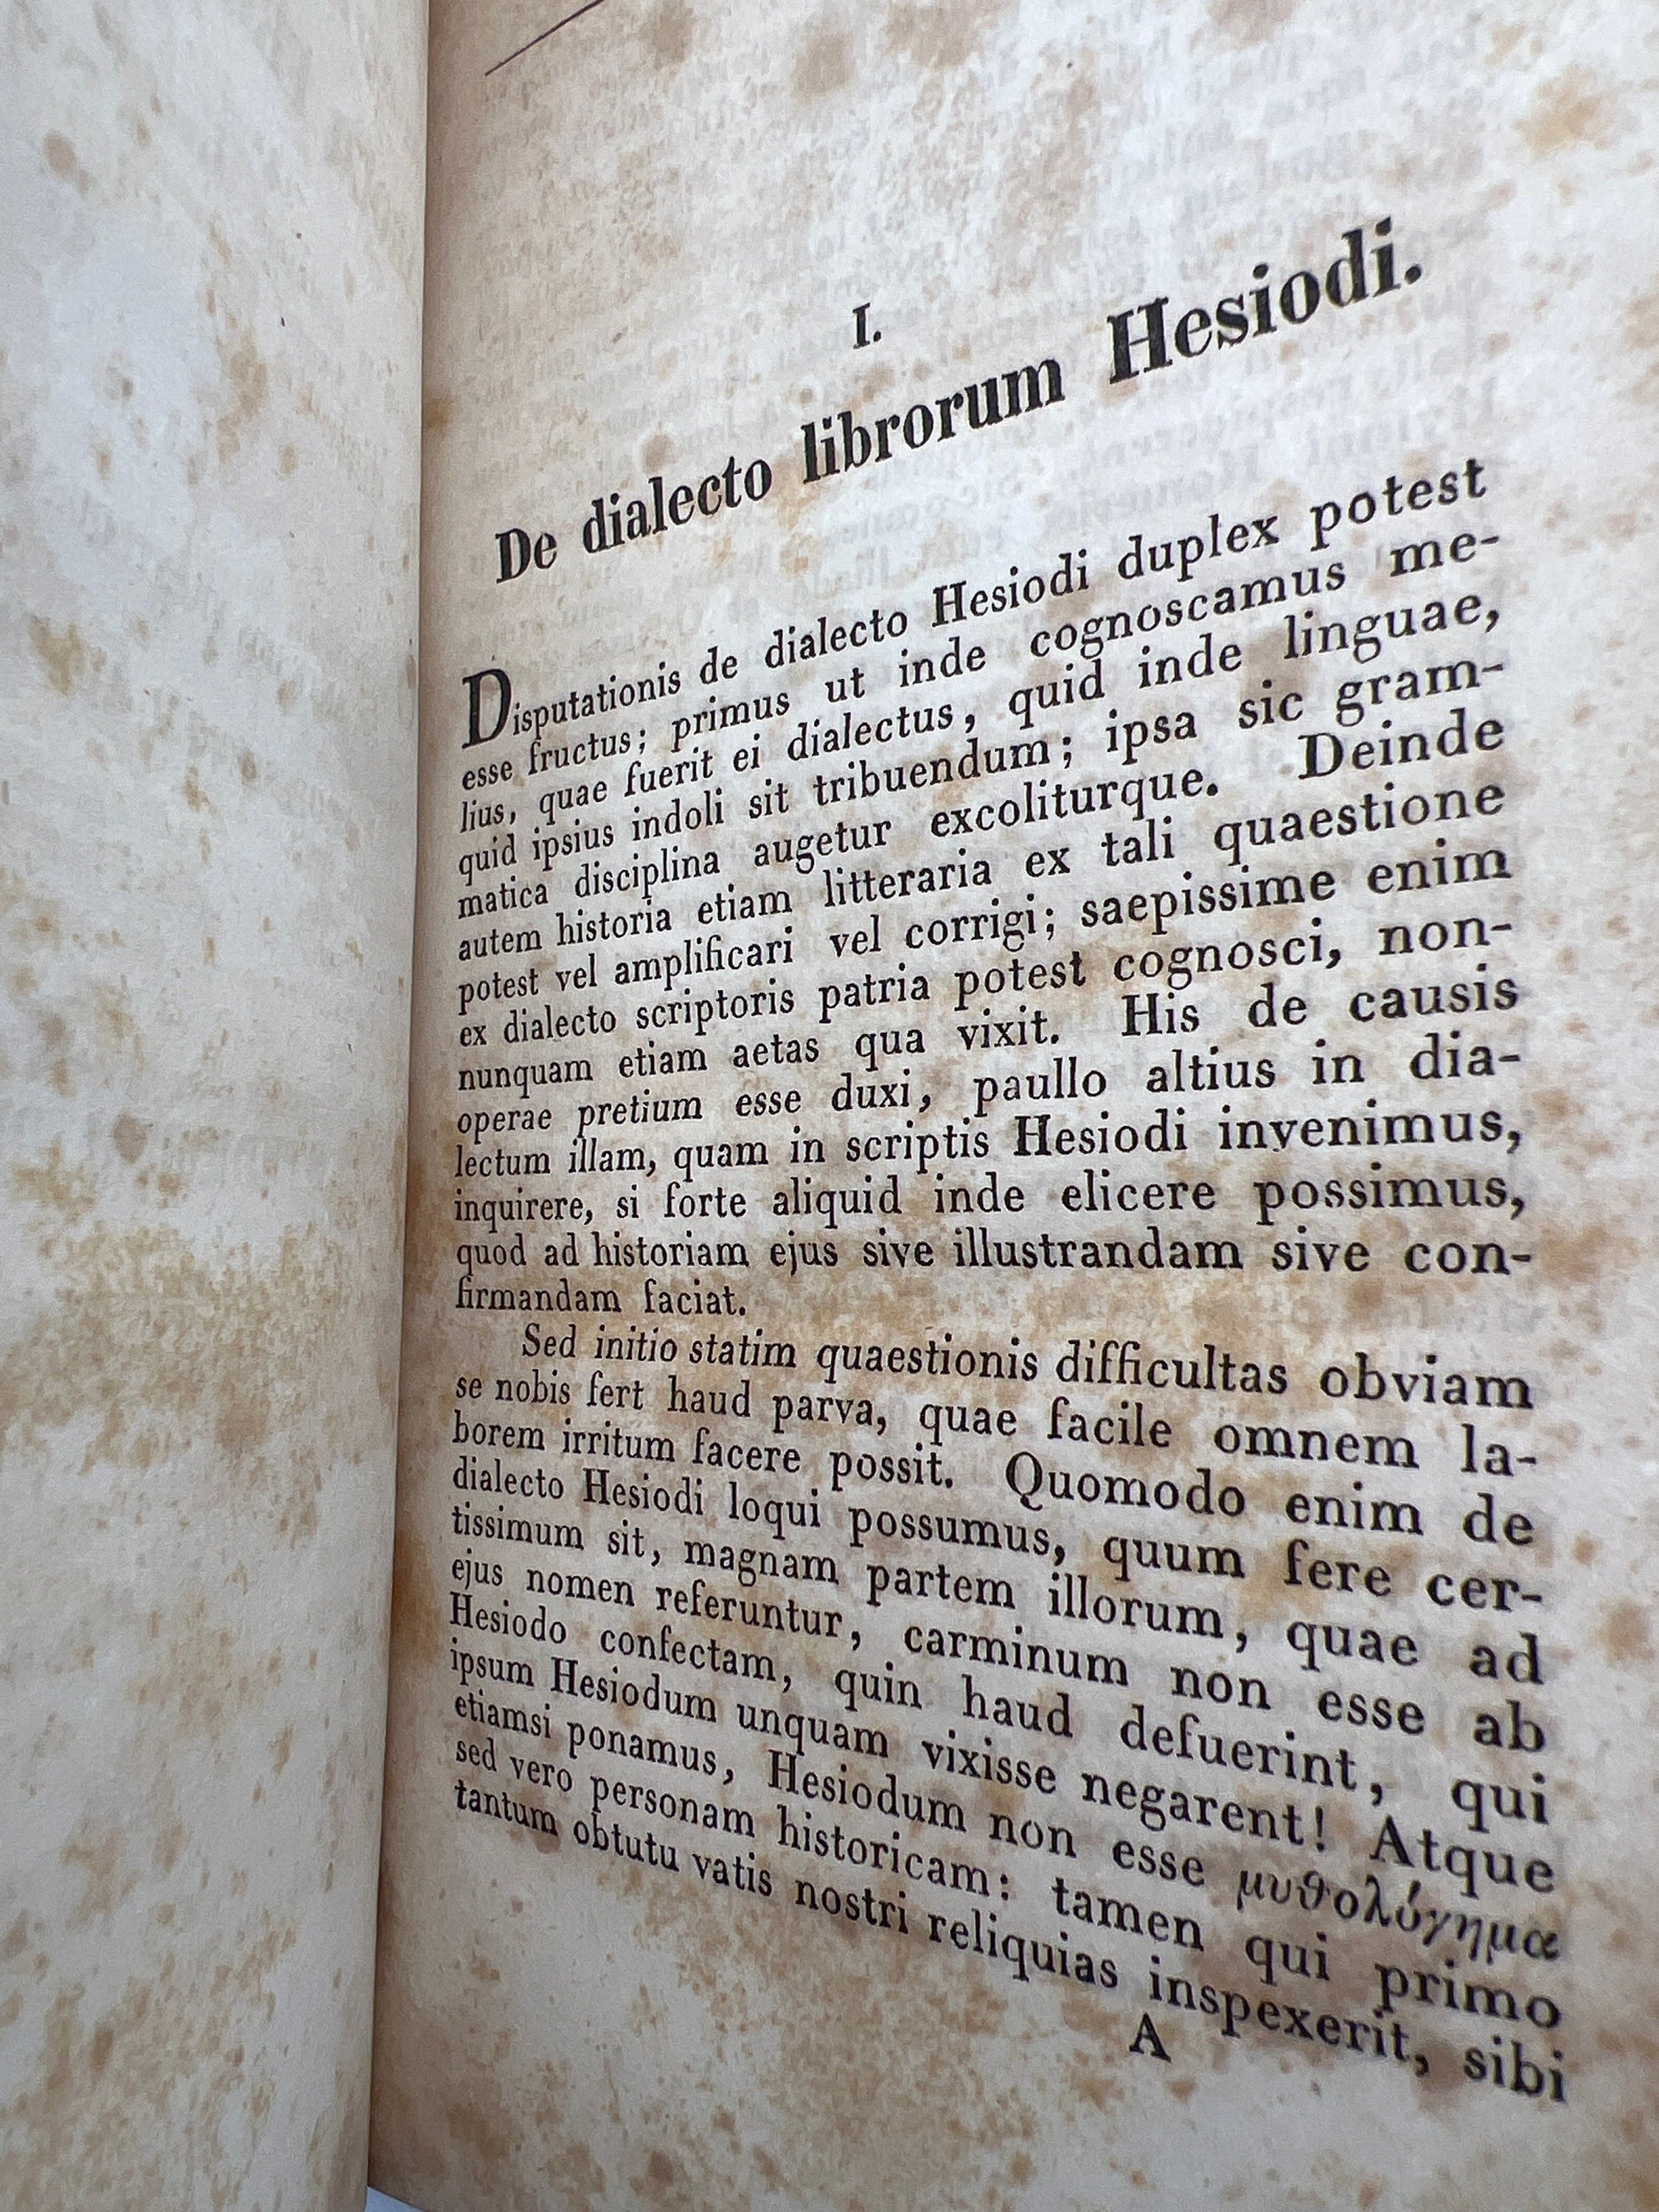 I.
De dialecto librorum Hesiodi.
Disputationis de dialecto Hesiodi duplex potest
esse fructus; primus ut inde cognoscamus me-
lius, quae fuerit ei dialectus, quid inde linguae,
quid ipsius indoli sit tribuendum; ipsa sic gram-
matica disciplina augetur excoliturque. Deinde
autem historia etiam litteraria ex tali quaestione
potest vel amplificari vel corrigi; saepissime enim
ex dialecto scriptoris patria potest cognosci, non-
nunquam etiam aetas qua vixit. His de causis
operae pretium esse duxi, paullo altius in dia-
lectum illam, quam in scriptis Hesiodi invenimus,
inquirere, si forte aliquid inde elicere possimus,
quod ad historiam ejus sive illustrandam sive con-
firmandam faciat.
Sed initio statim quaestionis difficultas obviam
se nobis fert haud parva, quae facile omnem la-
borem irritum facere possit. Quomodo enim de
dialecto Hesiodi loqui possumus, quum fere cer-
tissimum sit, magnam partem illorum, quae ad
ejus nomen referuntur, carminum non esse ab
Hesiodo confectam, quin haud defuerint, qui
ipsum Hesiodum unquam vixisse negarent! Atque
etiamsi ponamus, Hesiodum non esse μυθολόγημα
sed vero personam historicam: tamen qui primo
tantum obtutu vatis nostri reliquias inspexerit, sibi
A